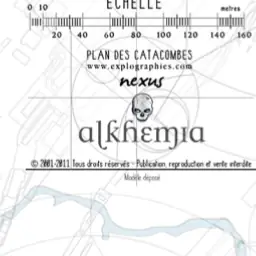 ECHELLE
0 10 metres
20 40 60 80 100 120 140 160
PLAN DES CATACOMBES
www.explographies.com
nexus
alkhemia
© 2001-2011 Tous droits réservés - Publication, reproduction et vente interdite
Modèle déposé